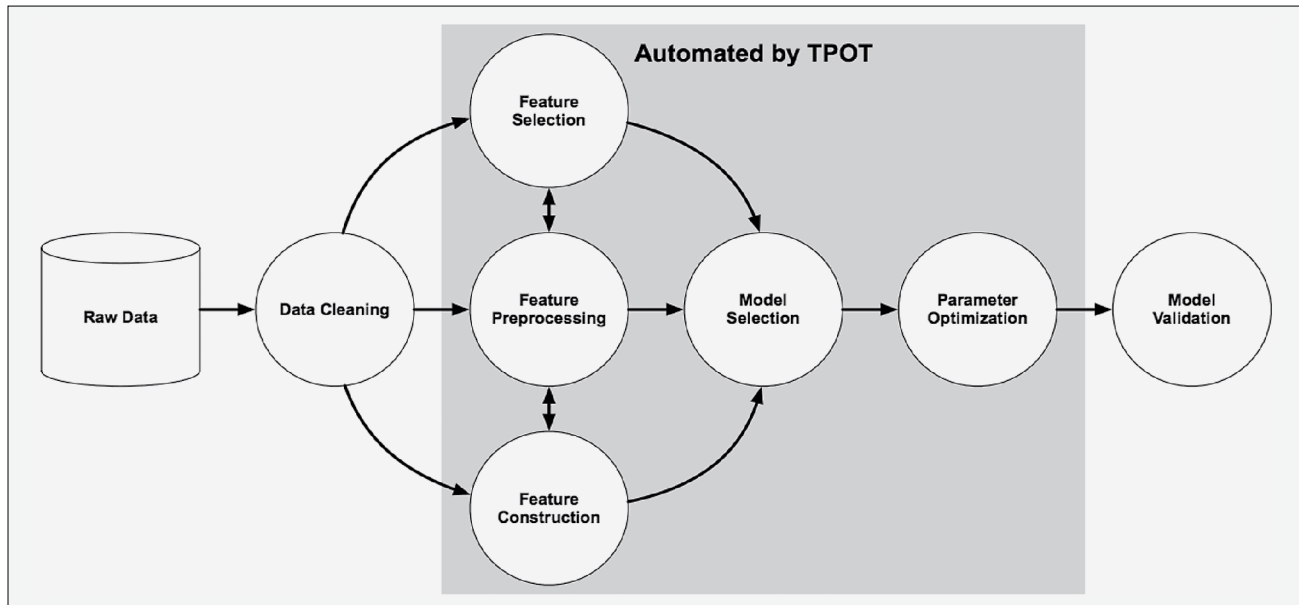 Automated by TPOT
Feature
Selection
Raw Data
Data Cleaning
Feature
Preprocessing
Model
Selection
Parameter
Optimization
Model
Validation
Feature
Construction